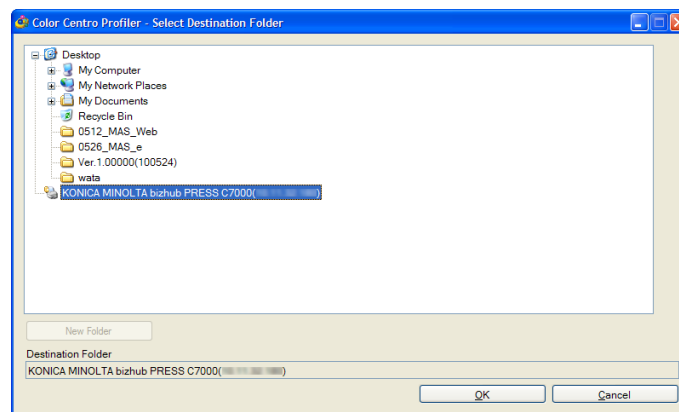 Color Centro Profiler - Select Destination Folder
Desktop
My Computer
My Network Places
My Documents
Recycle Bin
0512_MAS_Web
0526_MAS_e
Ver.1.00000(100524)
wata
KONICA MINOLTA bizhub PRESS C7000( )
New Folder
Destination Folder
KONICA MINOLTA bizhub PRESS C7000( )
OK
Cancel